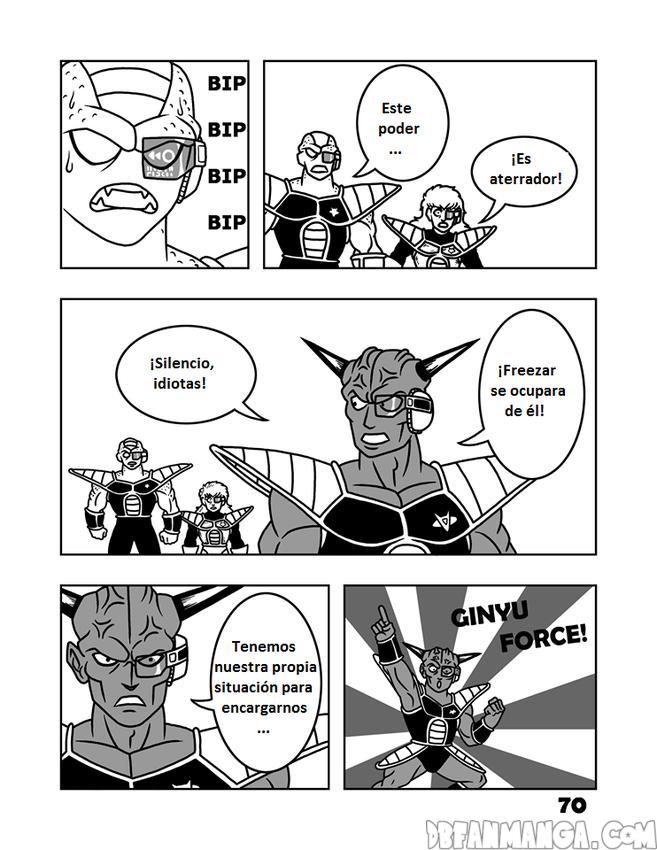 BIP
BIP
BIP
BIP
Este
poder
...
¡Es
aterrador!
¡Silencio,
idiotas!
¡Freezar
se ocupara
de él!
Tenemos
nuestra propia
situación para
encargarnos
...
GINYU
FORCE!
70
DBFANMANGA.COM